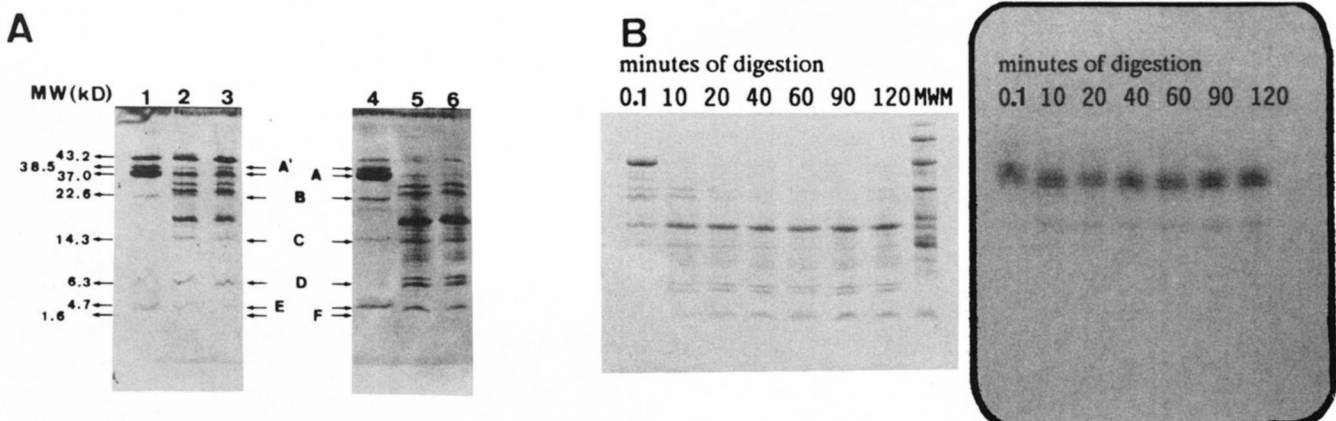 A
MW(kD) 1 2 3 4 5 6
43.2
38.5
37.0
22.6
14.3
6.3
4.7
1.6
A'
A
B
C
D
E
F
B
minutes of digestion
0.1 10 20 40 60 90 120 MWM
minutes of digestion
0.1 10 20 40 60 90 120